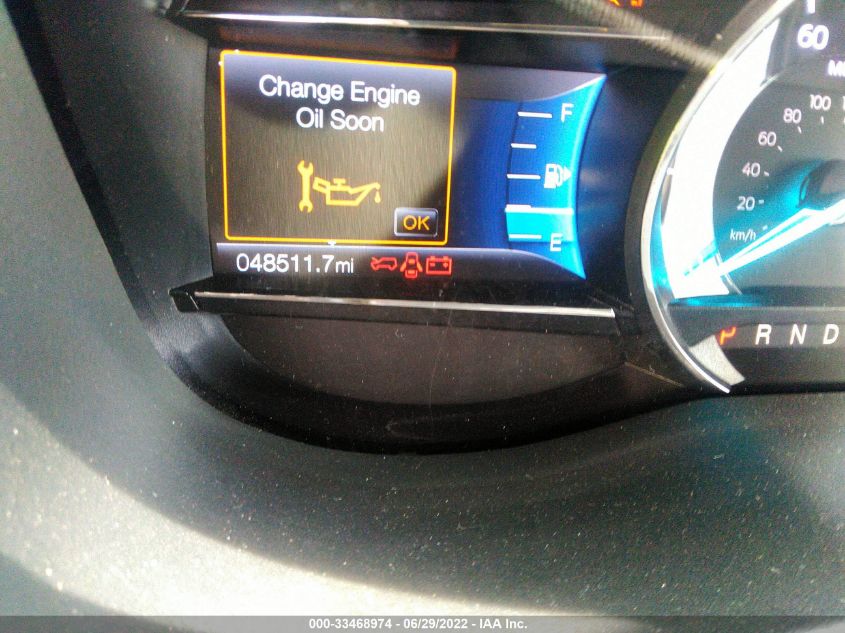 Change Engine
Oil Soon
OK
048511.7mi
F
E
60
100
80
60
40
20
km/h
P R N D
000-33468974 - 06/29/2022 - IAA Inc.